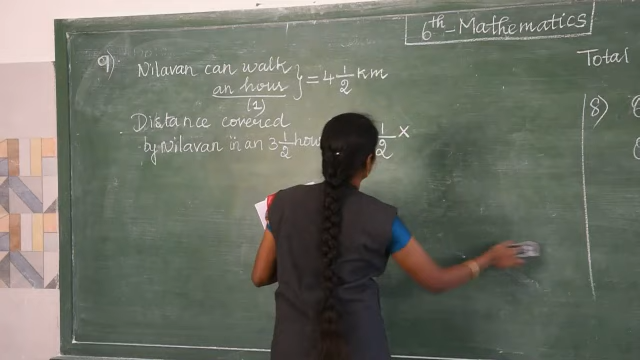 6th-Mathematics
Total
9) Nilavan can walk
an hour } = 4 1/2 km
(1)
Distance covered
by Nilavan in an 3 1/2 hou
1/2 x
8)